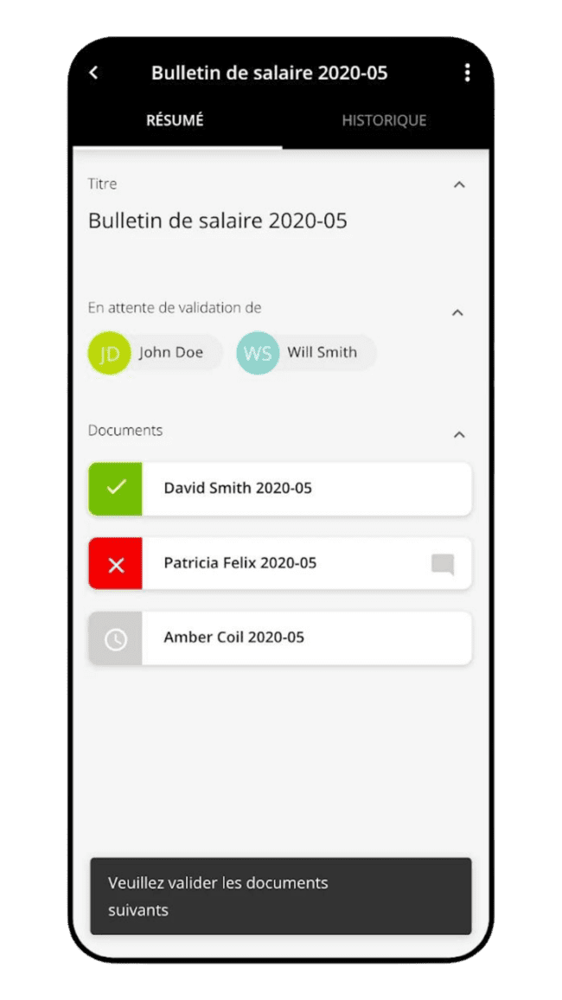 Bulletin de salaire 2020-05
RÉSUMÉ
HISTORIQUE
Titre
Bulletin de salaire 2020-05
En attente de validation de
JD John Doe
WS Will Smith
Documents
David Smith 2020-05
Patricia Felix 2020-05
Amber Coil 2020-05
Veuillez valider les documents
suivants